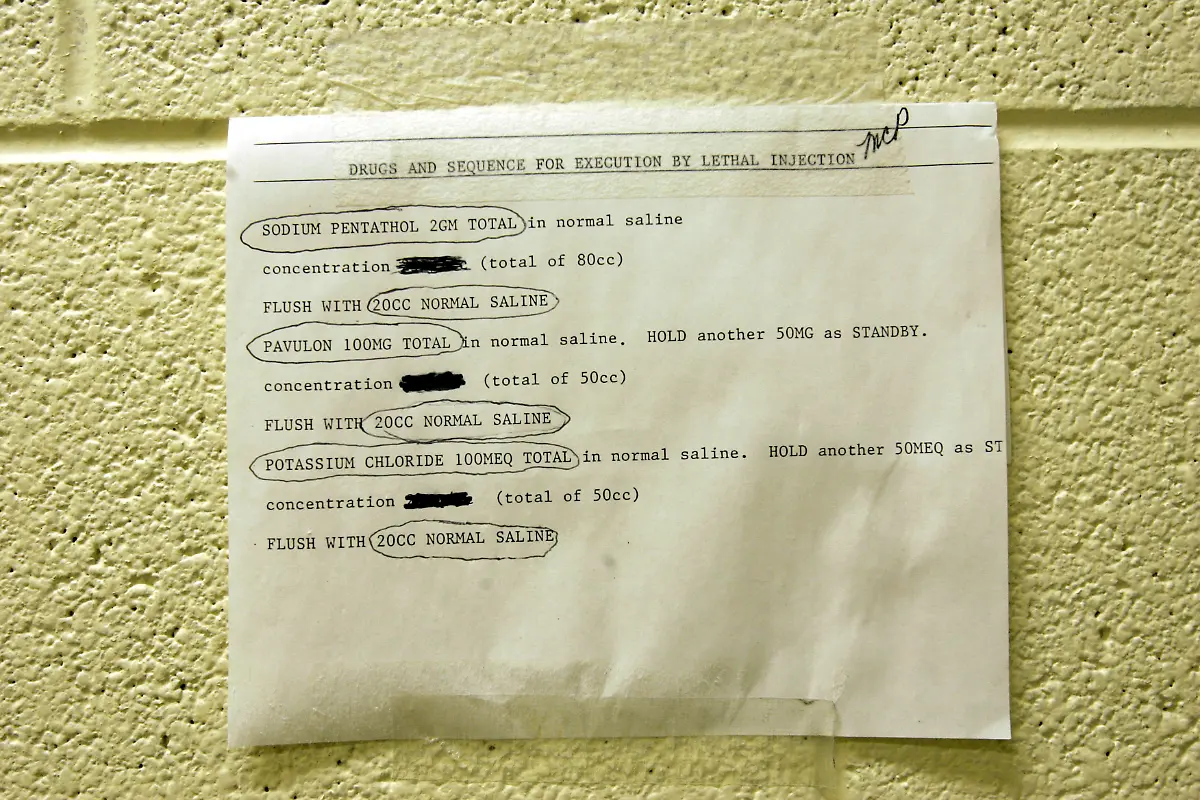 MCP
DRUGS AND SEQUENCE FOR EXECUTION BY LETHAL INJECTION
SODIUM PENTATHOL 2GM TOTAL in normal saline
concentration (total of 80cc)
FLUSH WITH 20CC NORMAL SALINE
PAVULON 100MG TOTAL in normal saline. HOLD another 50MG as STANDBY.
concentration (total of 50cc)
FLUSH WITH 20CC NORMAL SALINE
POTASSIUM CHLORIDE 100MEQ TOTAL in normal saline. HOLD another 50MEQ as ST
concentration (total of 50cc)
FLUSH WITH 20CC NORMAL SALINE